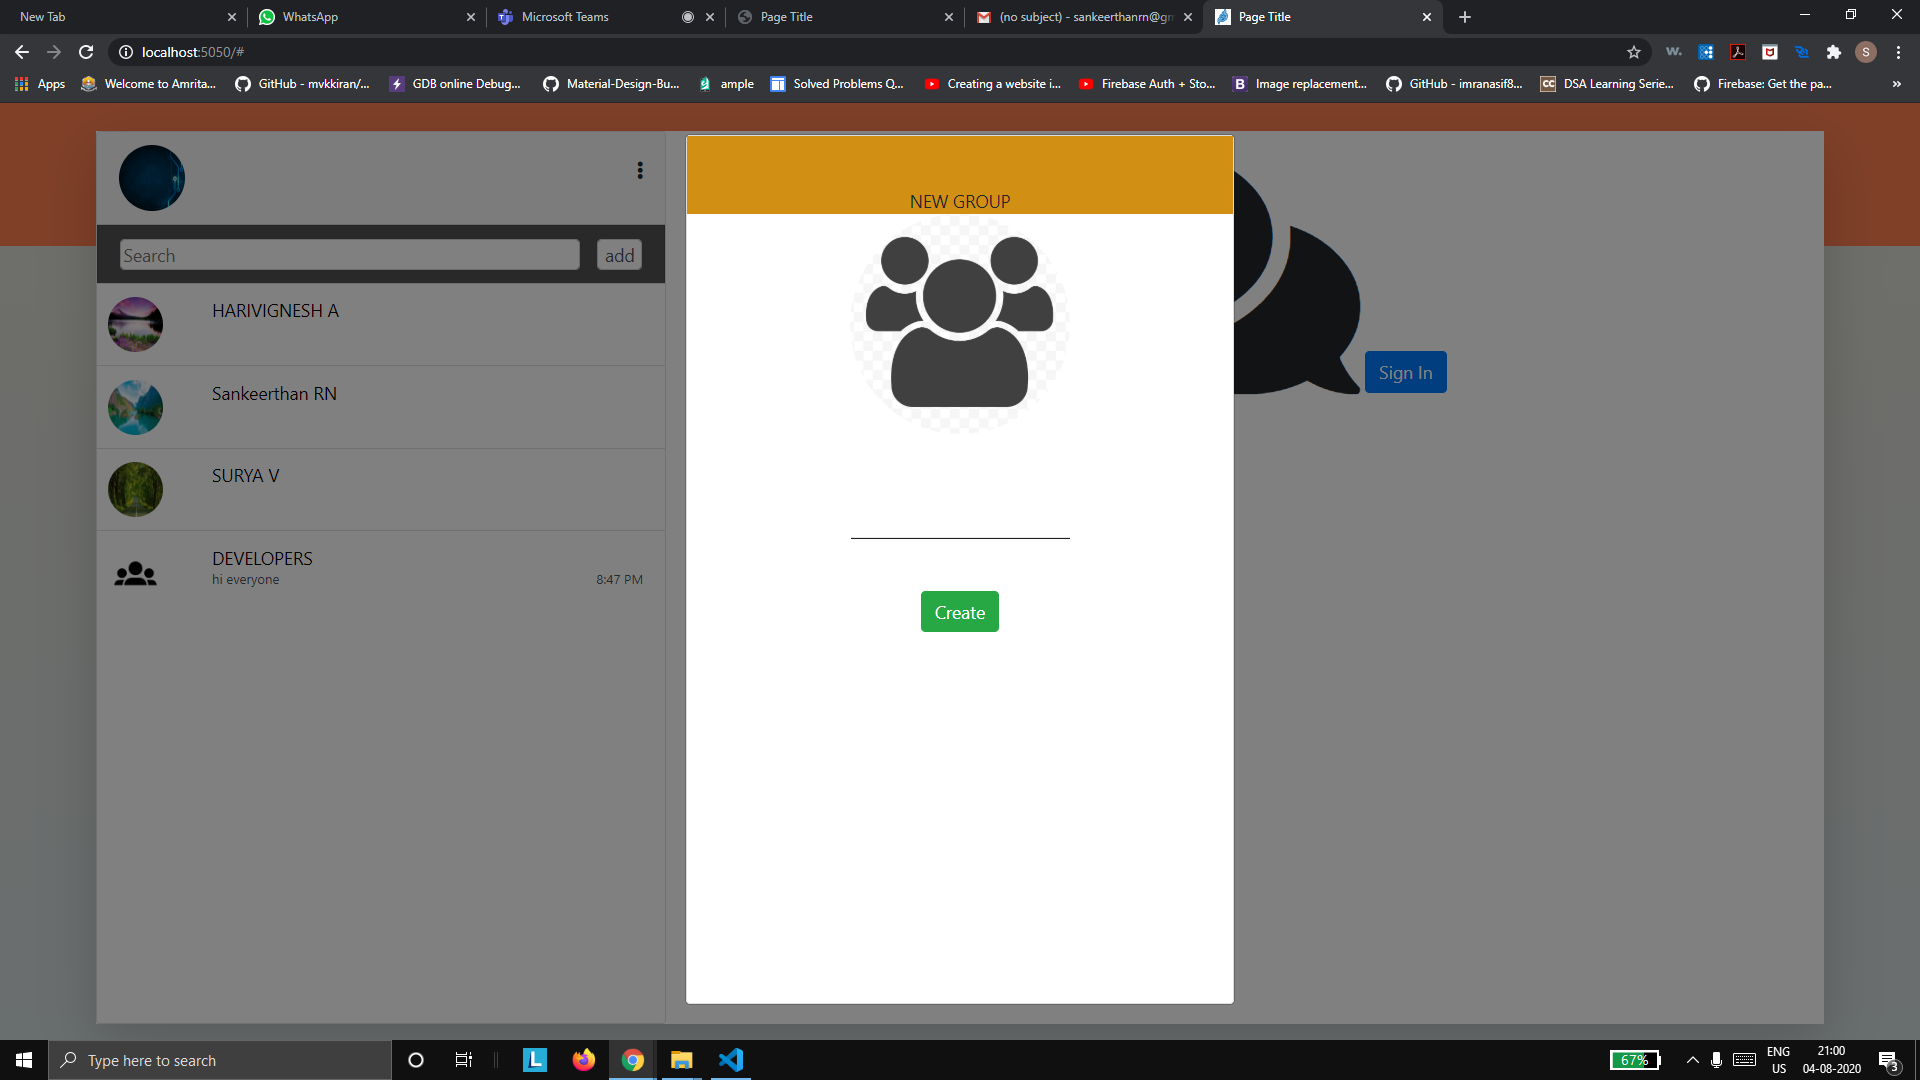 New Tab
WhatsApp
Microsoft Teams
Page Title
(no subject) - sankeerthanrn@gm
Page Title
localhost:5050/#
w.
S
Apps
Welcome to Amrita...
GitHub - mvkkiran/...
GDB online Debug...
Material-Design-Bu...
ample
Solved Problems Q...
Creating a website i...
Firebase Auth + Sto...
B
Image replacement...
GitHub - imranasif8...
CC
DSA Learning Serie...
Firebase: Get the pa...
»
NEW GROUP
Search
add
HARIVIGNESH A
Sankeerthan RN
SURYA V
DEVELOPERS
hi everyone
8:47 PM
Sign In
Create
Type here to search
L
67%
ENG
US
21:00
04-08-2020
3